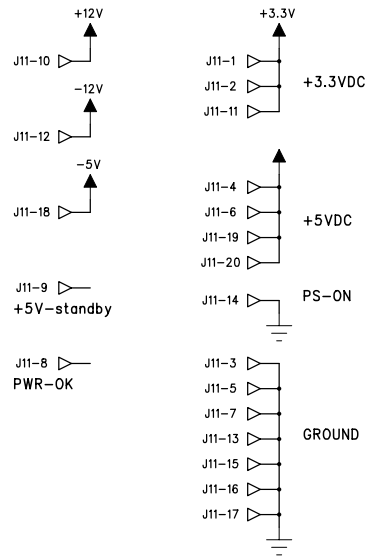 +12V
J11-10
-12V
J11-12
-5V
J11-18
J11-9
+5V-standby
J11-8
PWR-OK
+3.3V
J11-1
J11-2
+3.3VDC
J11-11
J11-4
J11-6
+5VDC
J11-19
J11-20
J11-14
PS-ON
J11-3
J11-5
J11-7
J11-13
GROUND
J11-15
J11-16
J11-17